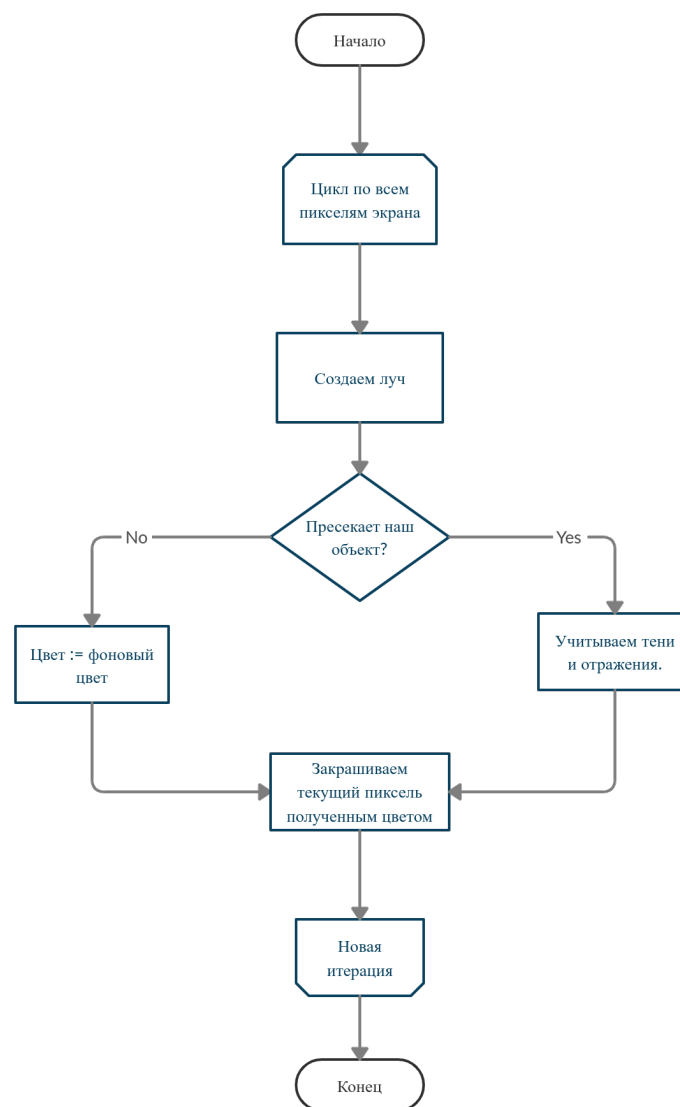 Начало
Цикл по всем
пикселям экрана
Создаем луч
Пресекает наш
объект?
No
Yes
Цвет := фоновый
цвет
Учитываем тени
и отражения.
Закрашиваем
текущий пиксель
полученным цветом
Новая
итерация
Конец